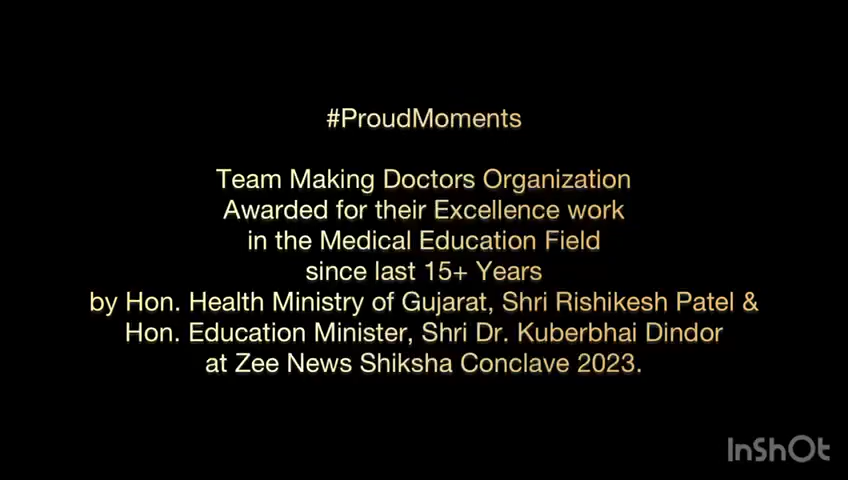 #ProudMoments
Team Making Doctors Organization
Awarded for their Excellence work
in the Medical Education Field
since last 15+ Years
by Hon. Health Ministry of Gujarat, Shri Rishikesh Patel &
Hon. Education Minister, Shri Dr. Kuberbhai Dindor
at Zee News Shiksha Conclave 2023.
InShOt